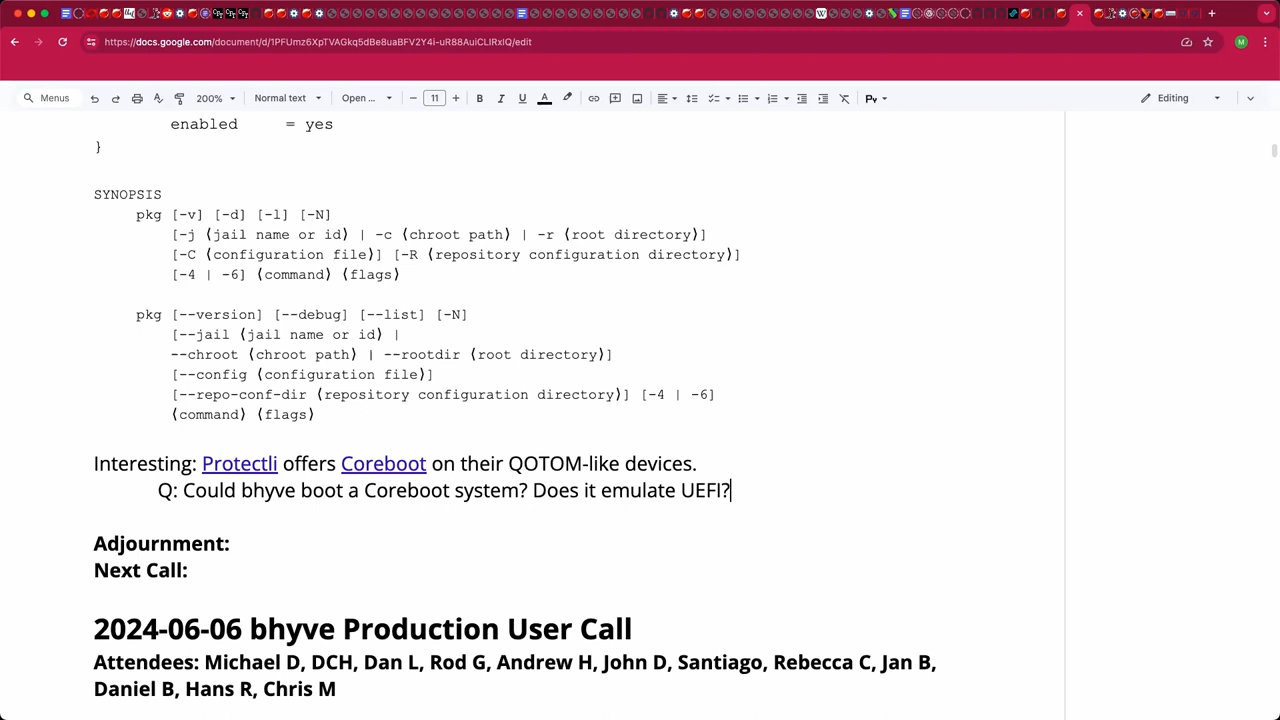 https://docs.google.com/document/d/1PFUmz6XpTVAGkq5dBe8uaBFV2Y4i-uR88AuiCLIRxIQ/edit
M
Menus
200%
Normal text
Open ...
11
Editing
enabled = yes
}
SYNOPSIS
pkg [-v] [-d] [-l] [-N]
[-j ⟨jail name or id⟩ | -c ⟨chroot path⟩ | -r ⟨root directory⟩]
[-C ⟨configuration file⟩] [-R ⟨repository configuration directory⟩]
[-4 | -6] ⟨command⟩ ⟨flags⟩
pkg [--version] [--debug] [--list] [-N]
[--jail ⟨jail name or id⟩ |
--chroot ⟨chroot path⟩ | --rootdir ⟨root directory⟩]
[--config ⟨configuration file⟩]
[--repo-conf-dir ⟨repository configuration directory⟩] [-4 | -6]
⟨command⟩ ⟨flags⟩
Interesting: Protectli offers Coreboot on their QOTOM-like devices.
Q: Could bhyve boot a Coreboot system? Does it emulate UEFI?
Adjournment:
Next Call:
2024-06-06 bhyve Production User Call
Attendees: Michael D, DCH, Dan L, Rod G, Andrew H, John D, Santiago, Rebecca C, Jan B,
Daniel B, Hans R, Chris M